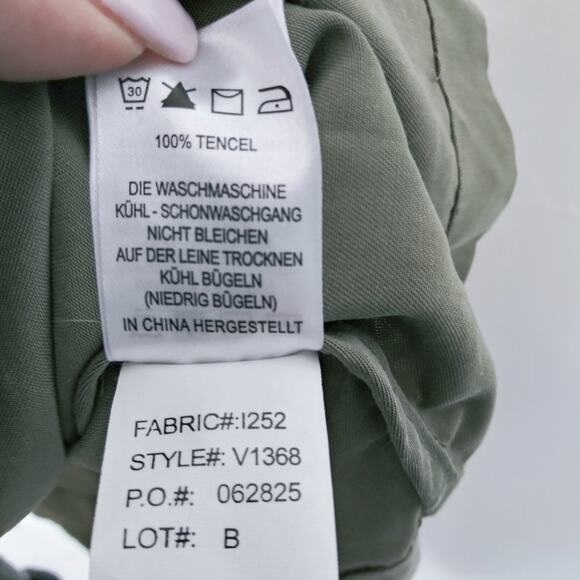 30
100% TENCEL
DIE WASCHMASCHINE
KÜHL - SCHONWASCHGANG
NICHT BLEICHEN
AUF DER LEINE TROCKNEN
KÜHL BÜGELN
(NIEDRIG BÜGELN)
IN CHINA HERGESTELLT
FABRIC#:I252
STYLE#: V1368
P.O.#: 062825
LOT#: B